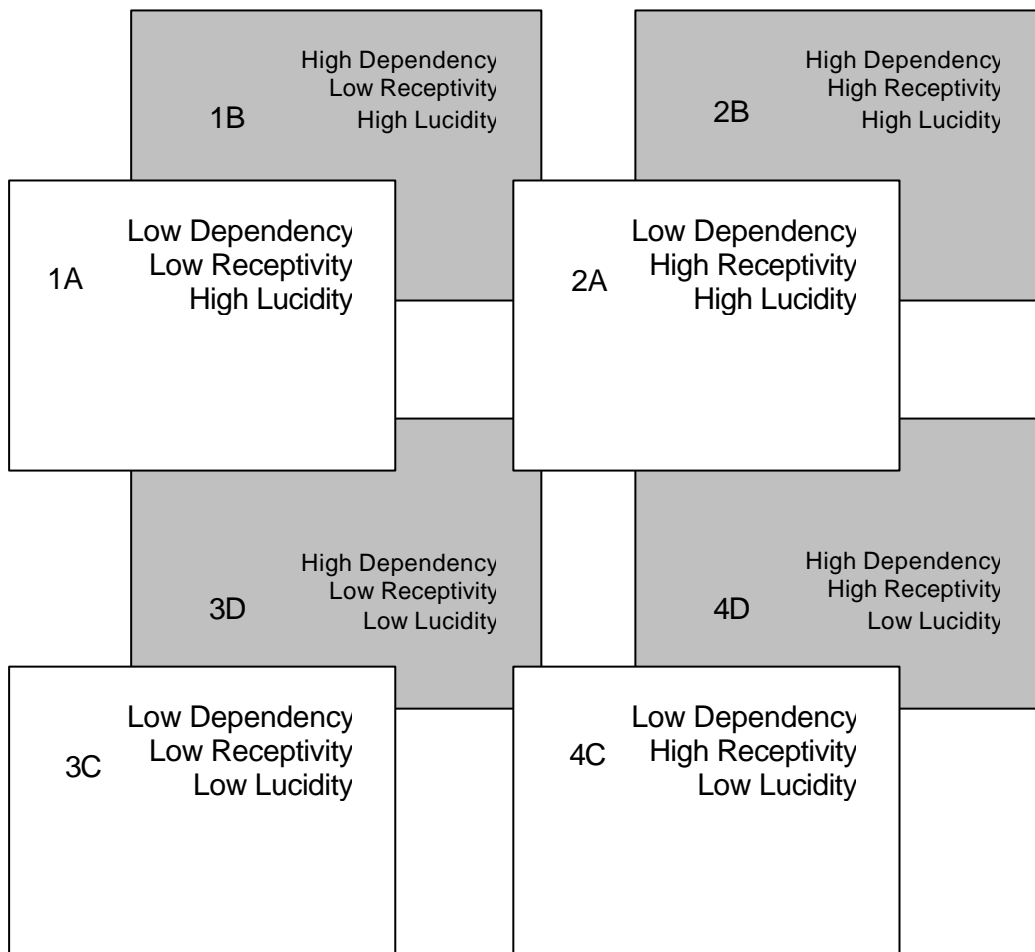 High Dependency
Low Receptivity
1B High Lucidity
High Dependency
High Receptivity
2B High Lucidity
Low Dependency
Low Receptivity
1A High Lucidity
Low Dependency
High Receptivity
2A High Lucidity
High Dependency
Low Receptivity
3D Low Lucidity
High Dependency
High Receptivity
4D Low Lucidity
Low Dependency
Low Receptivity
3C Low Lucidity
Low Dependency
4C High Receptivity
Low Lucidity